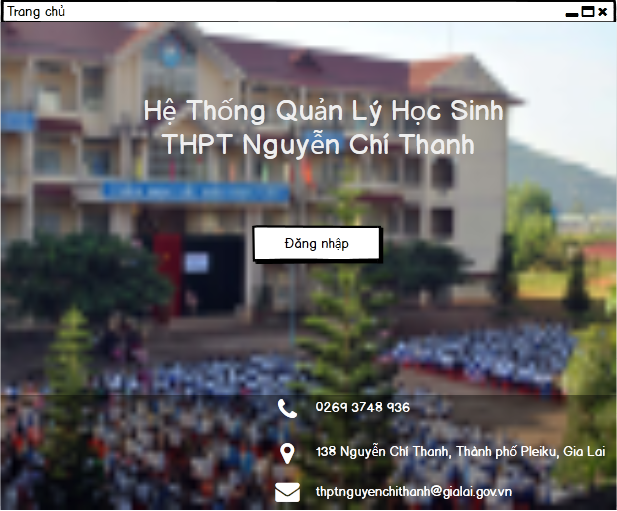 Trang chủ
Hệ Thống Quản Lý Học Sinh
THPT Nguyễn Chí Thanh
Đăng nhập
0269 3748 936
138 Nguyễn Chí Thanh, Thành phố Pleiku, Gia Lai
thptnguyenchithanh@gialai.gov.vn